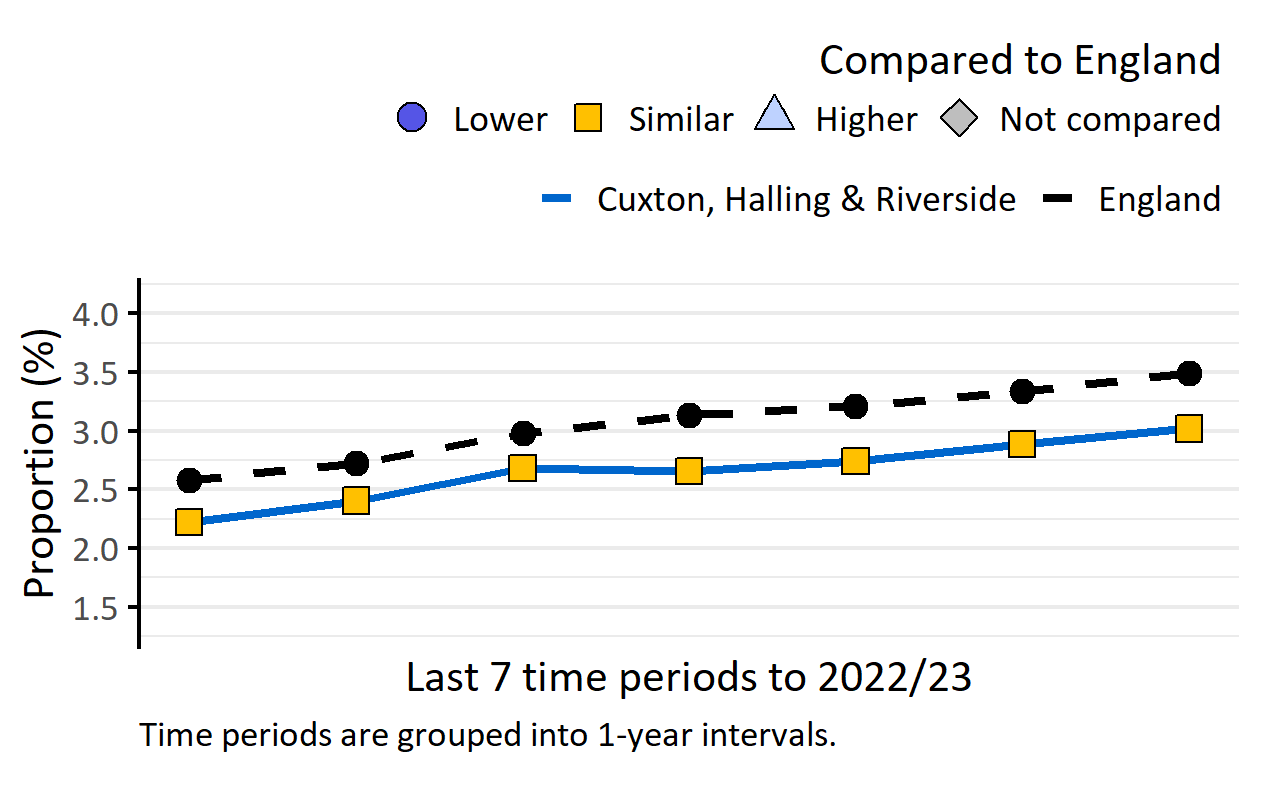 Compared to England
Lower Similar Higher Not compared
Cuxton, Halling & Riverside England
Proportion (%)
4.0
3.5
3.0
2.5
2.0
1.5
Last 7 time periods to 2022/23
Time periods are grouped into 1-year intervals.